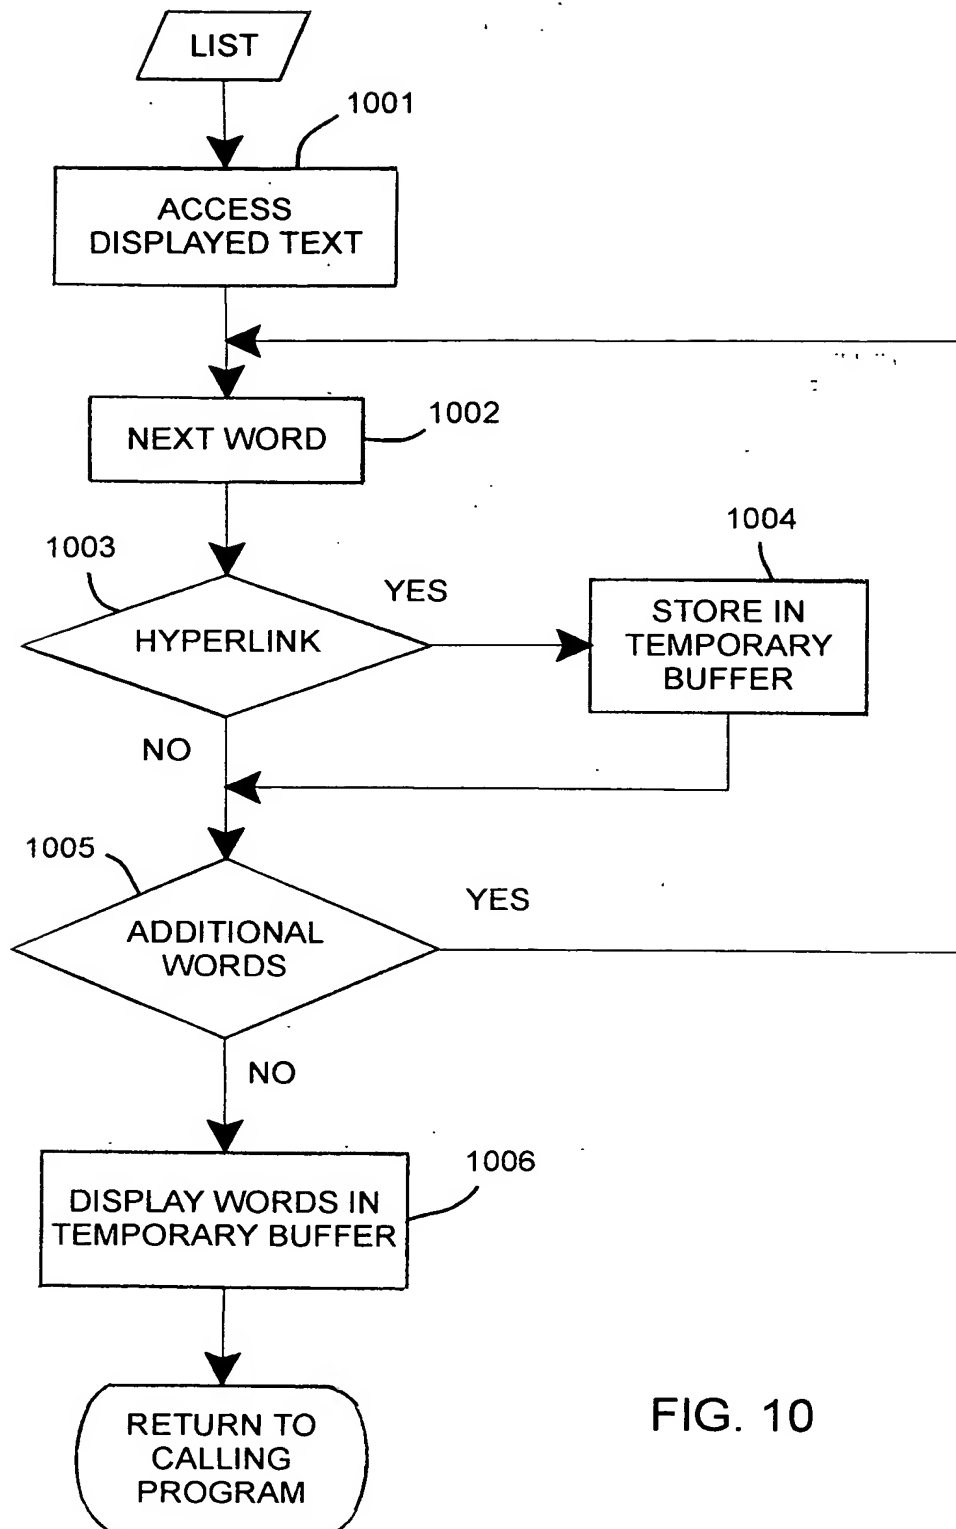 LIST
1001
ACCESS
DISPLAYED TEXT
NEXT WORD
1002
1003
HYPERLINK
YES
1004
STORE IN
TEMPORARY
BUFFER
NO
1005
ADDITIONAL
WORDS
YES
NO
1006
DISPLAY WORDS IN
TEMPORARY BUFFER
RETURN TO
CALLING
PROGRAM
FIG. 10